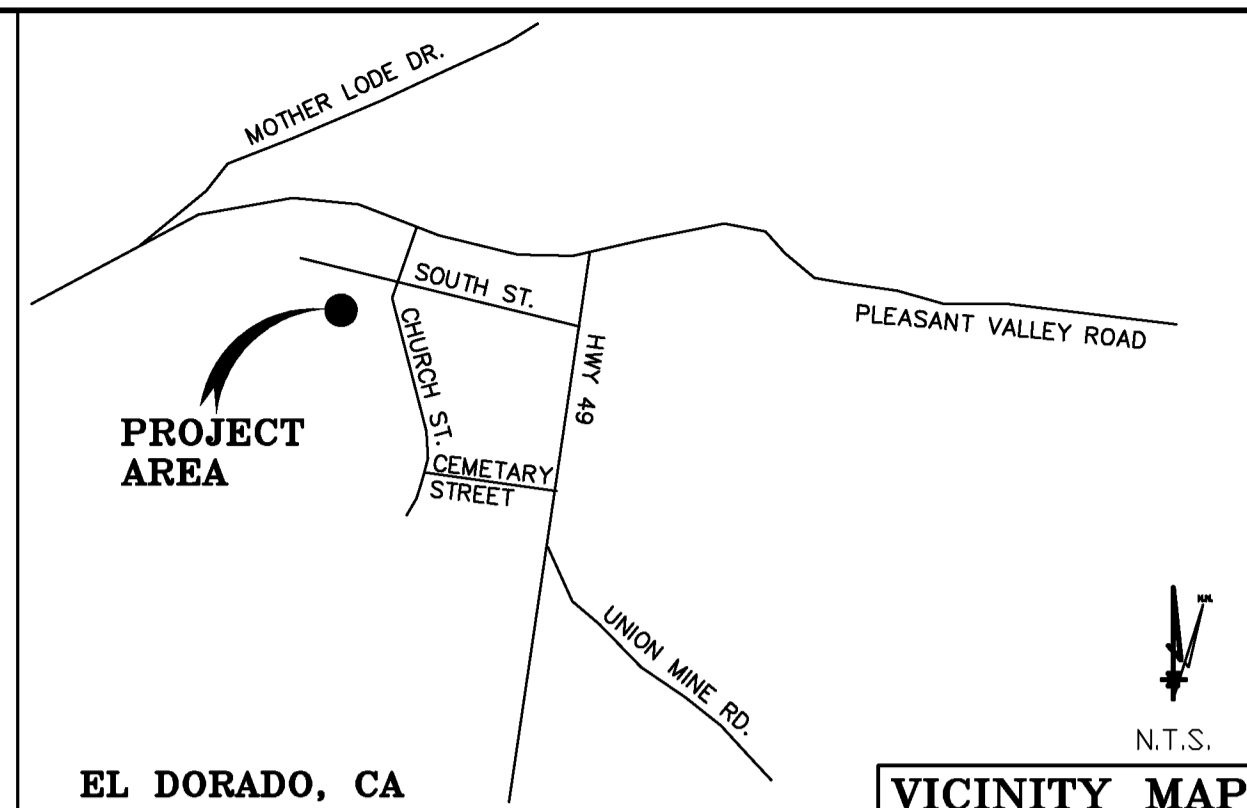 MOTHER LODE DR.
SOUTH ST.
PLEASANT VALLEY ROAD
CHURCH ST.
HWY 49
PROJECT
AREA
CEMETARY
STREET
UNION MINE RD.
N.T.S.
EL DORADO, CA
VICINITY MAP